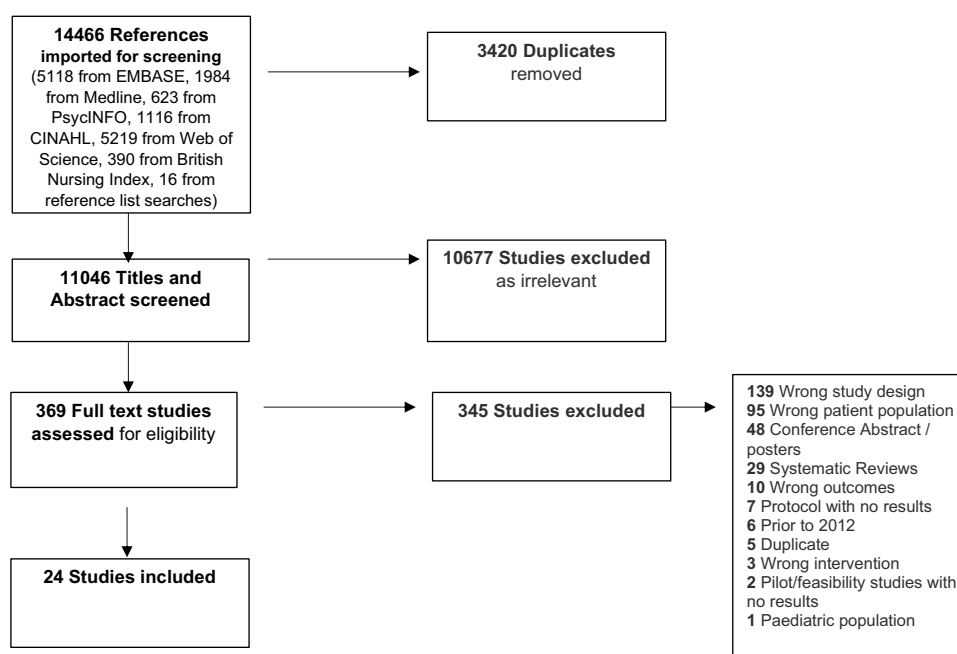 14466 References
imported for screening
(5118 from EMBASE, 1984
from Medline, 623 from
PsycINFO, 1116 from
CINAHL, 5219 from Web of
Science, 390 from British
Nursing Index, 16 from
reference list searches)
3420 Duplicates
removed
11046 Titles and
Abstract screened
10677 Studies excluded
as irrelevant
369 Full text studies
assessed for eligibility
345 Studies excluded
139 Wrong study design
95 Wrong patient population
48 Conference Abstract /
posters
29 Systematic Reviews
10 Wrong outcomes
7 Protocol with no results
6 Prior to 2012
5 Duplicate
3 Wrong intervention
2 Pilot/feasibility studies with
no results
1 Paediatric population
24 Studies included